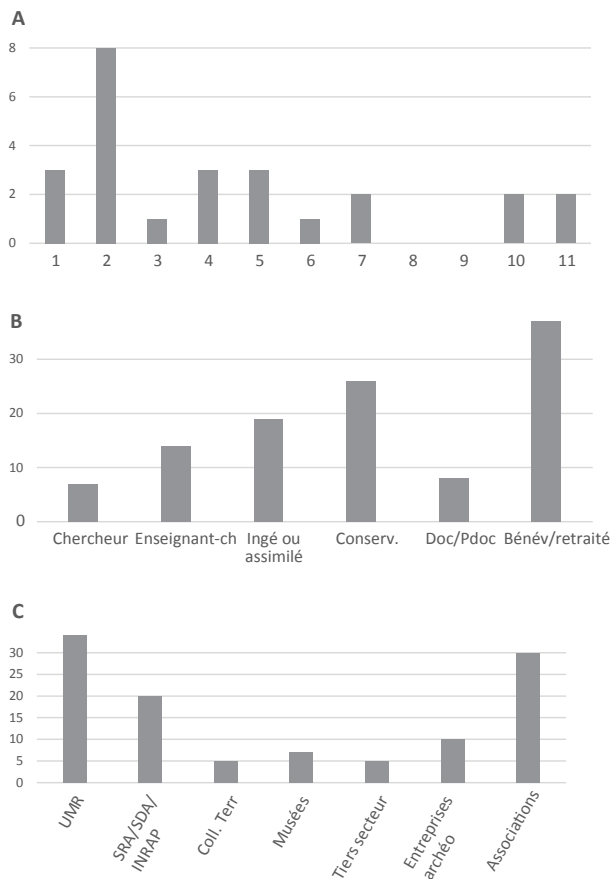 A
8
6
4
2
0
1 2 3 4 5 6 7 8 9 10 11
B
30
20
10
0
Chercheur Enseignant-ch Ingé ou assimilé Conserv. Doc/Pdoc Bénév/retraité
C
30
25
20
15
10
5
0
UMR
SRA/SDA/
INRAP
Coll. Terr
Musées
Tiers secteur
Entreprises
archéo
Associations